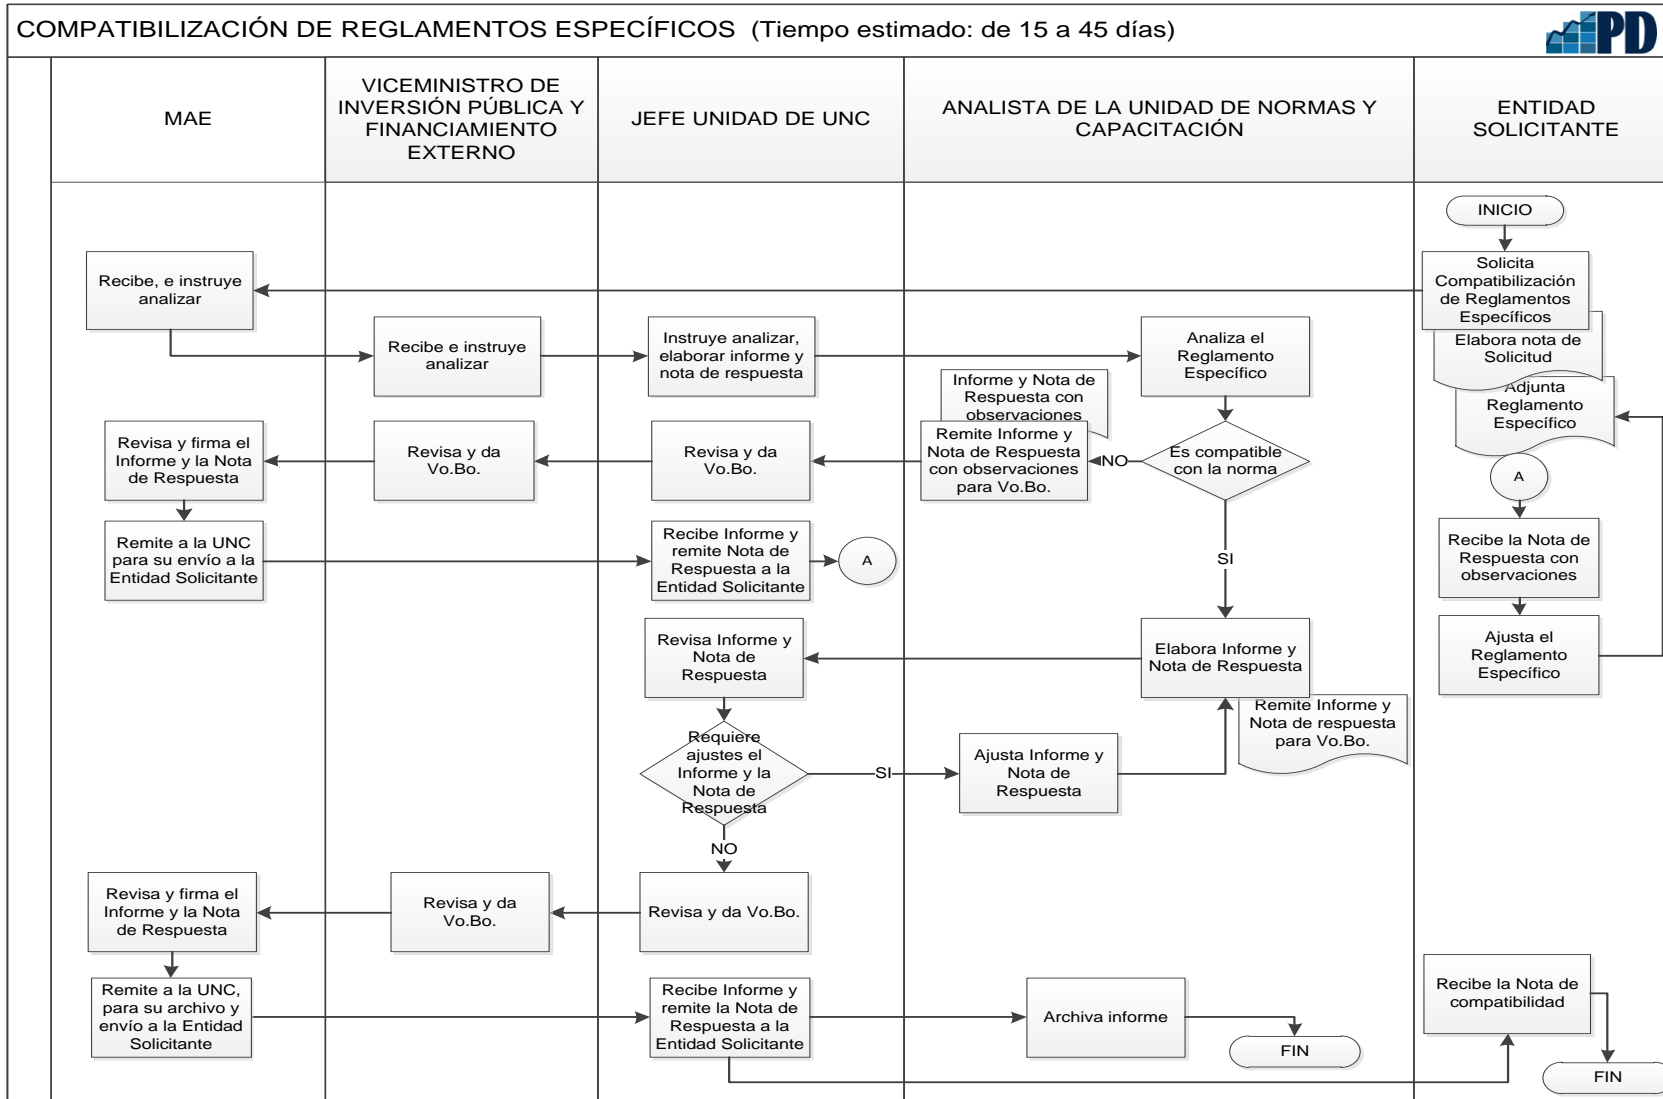 COMPATIBILIZACIÓN DE REGLAMENTOS ESPECÍFICOS (Tiempo estimado: de 15 a 45 días)
PD
MAE
VICEMINISTRO DE
INVERSIÓN PÚBLICA Y
FINANCIAMIENTO
EXTERNO
JEFE UNIDAD DE UNC
ANALISTA DE LA UNIDAD DE NORMAS Y
CAPACITACIÓN
ENTIDAD
SOLICITANTE
INICIO
Solicita
Compatibilización
de Reglamentos
Específicos
Elabora nota de
Solicitud
Adjunta
Reglamento
Específico
Recibe, e instruye
analizar
Recibe e instruye
analizar
Instruye analizar,
elaborar informe y
nota de respuesta
Analiza el
Reglamento
Específico
Informe y Nota de
Respuesta con
observaciones
Remite Informe y
Nota de Respuesta
con observaciones
para Vo.Bo.
NO
Es compatible
con la norma
SI
Revisa y da
Vo.Bo.
Revisa y da
Vo.Bo.
Revisa y firma el
Informe y la Nota
de Respuesta
Remite a la UNC
para su envío a la
Entidad Solicitante
Recibe Informe y
remite Nota de
Respuesta a la
Entidad Solicitante
A
A
Recibe la Nota de
Respuesta con
observaciones
Ajusta el
Reglamento
Específico
Elabora Informe y
Nota de Respuesta
Remite Informe y
Nota de respuesta
para Vo.Bo.
Revisa Informe y
Nota de
Respuesta
Requiere
ajustes el
Informe y la
Nota de
Respuesta
SI
Ajusta Informe y
Nota de
Respuesta
NO
Revisa y da Vo.Bo.
Revisa y da
Vo.Bo.
Revisa y firma el
Informe y la Nota
de Respuesta
Remite a la UNC,
para su archivo y
envío a la Entidad
Solicitante
Recibe Informe y
remite la Nota de
Respuesta a la
Entidad Solicitante
Archiva informe
FIN
Recibe la Nota de
compatibilidad
FIN